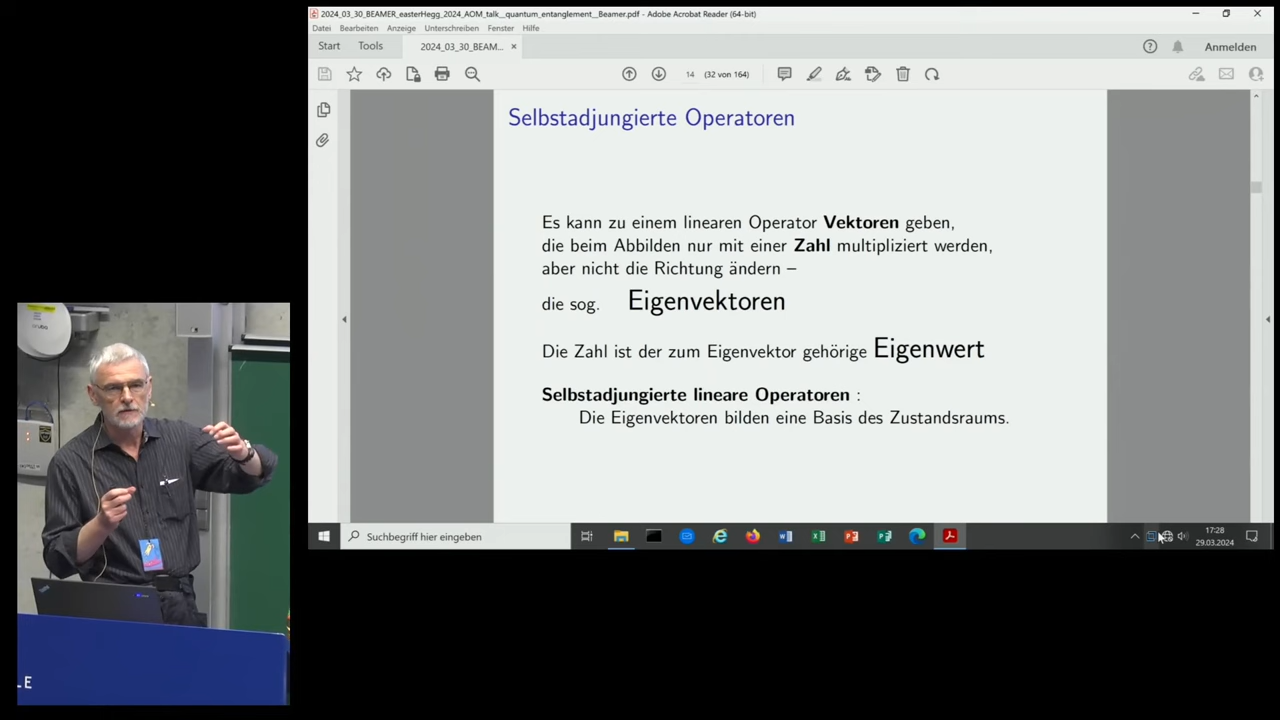 2024_03_30_BEAMER_easterHegg_2024_AOM_talk__quantum_entanglement__Beamer.pdf - Adobe Acrobat Reader (64-bit)
Datei Bearbeiten Anzeige Unterschreiben Fenster Hilfe
Start Tools 2024_03_30_BEAM... × Anmelden
14 (32 von 164)
Selbstadjungierte Operatoren
Es kann zu einem linearen Operator Vektoren geben,
die beim Abbilden nur mit einer Zahl multipliziert werden,
aber nicht die Richtung ändern –
die sog. Eigenvektoren
Die Zahl ist der zum Eigenvektor gehörige Eigenwert
Selbstadjungierte lineare Operatoren :
Die Eigenvektoren bilden eine Basis des Zustandsraums.
Suchbegriff hier eingeben
17:28
29.03.2024
LE